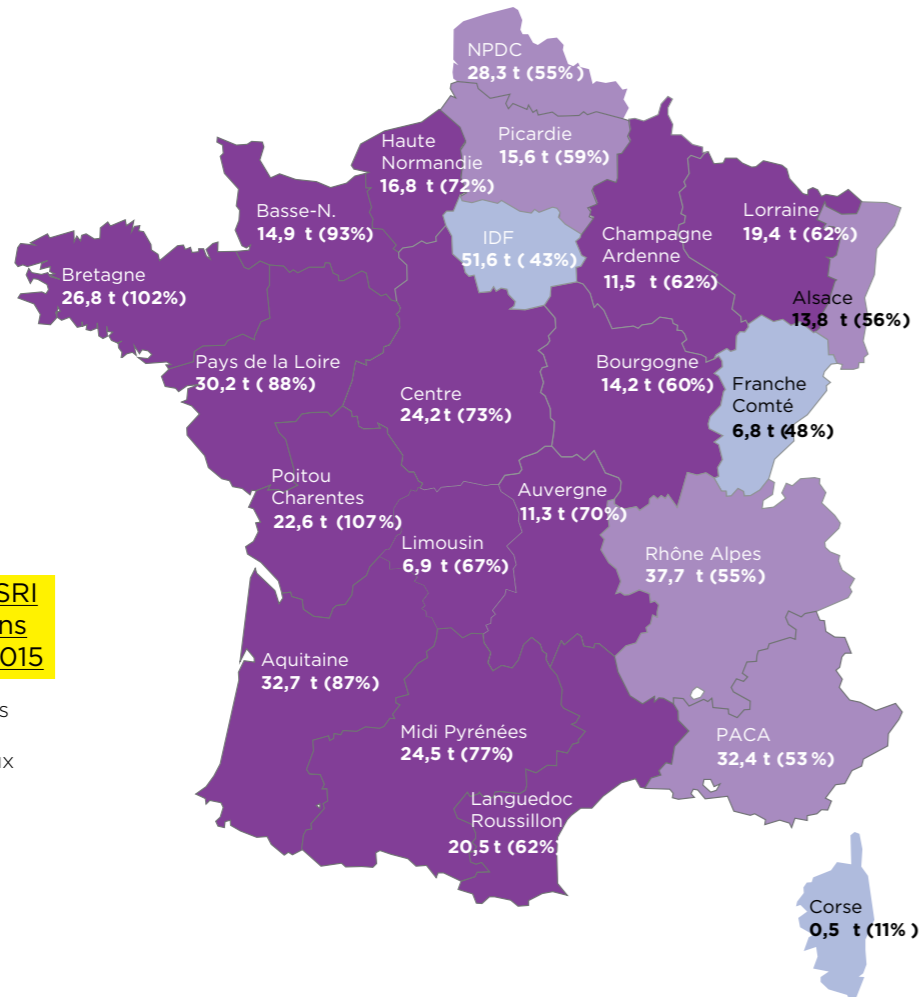 NPDC
28,3 t (55%)
Picardie
15,6 t (59%)
Haute
Normandie
16,8 t (72%)
Basse-N.
14,9 t (93%)
IDF
51,6 t ( 43%)
Champagne
Ardenne
11,5 t (62%)
Lorraine
19,4 t (62%)
Alsace
13,8 t (56%)
Bretagne
26,8 t (102%)
Pays de la Loire
30,2 t ( 88%)
Centre
24,2 t (73%)
Bourgogne
14,2 t (60%)
Franche
Comté
6,8 t (48%)
Poitou
Charentes
22,6 t (107%)
Auvergne
11,3 t (70%)
Limousin
6,9 t (67%)
Rhône Alpes
37,7 t (55%)
SRI
ns
015
s
ux
Aquitaine
32,7 t (87%)
Midi Pyrénées
24,5 t (77%)
PACA
32,4 t (53 %)
Languedoc
Roussillon
20,5 t (62%)
Corse
0,5 t (11% )